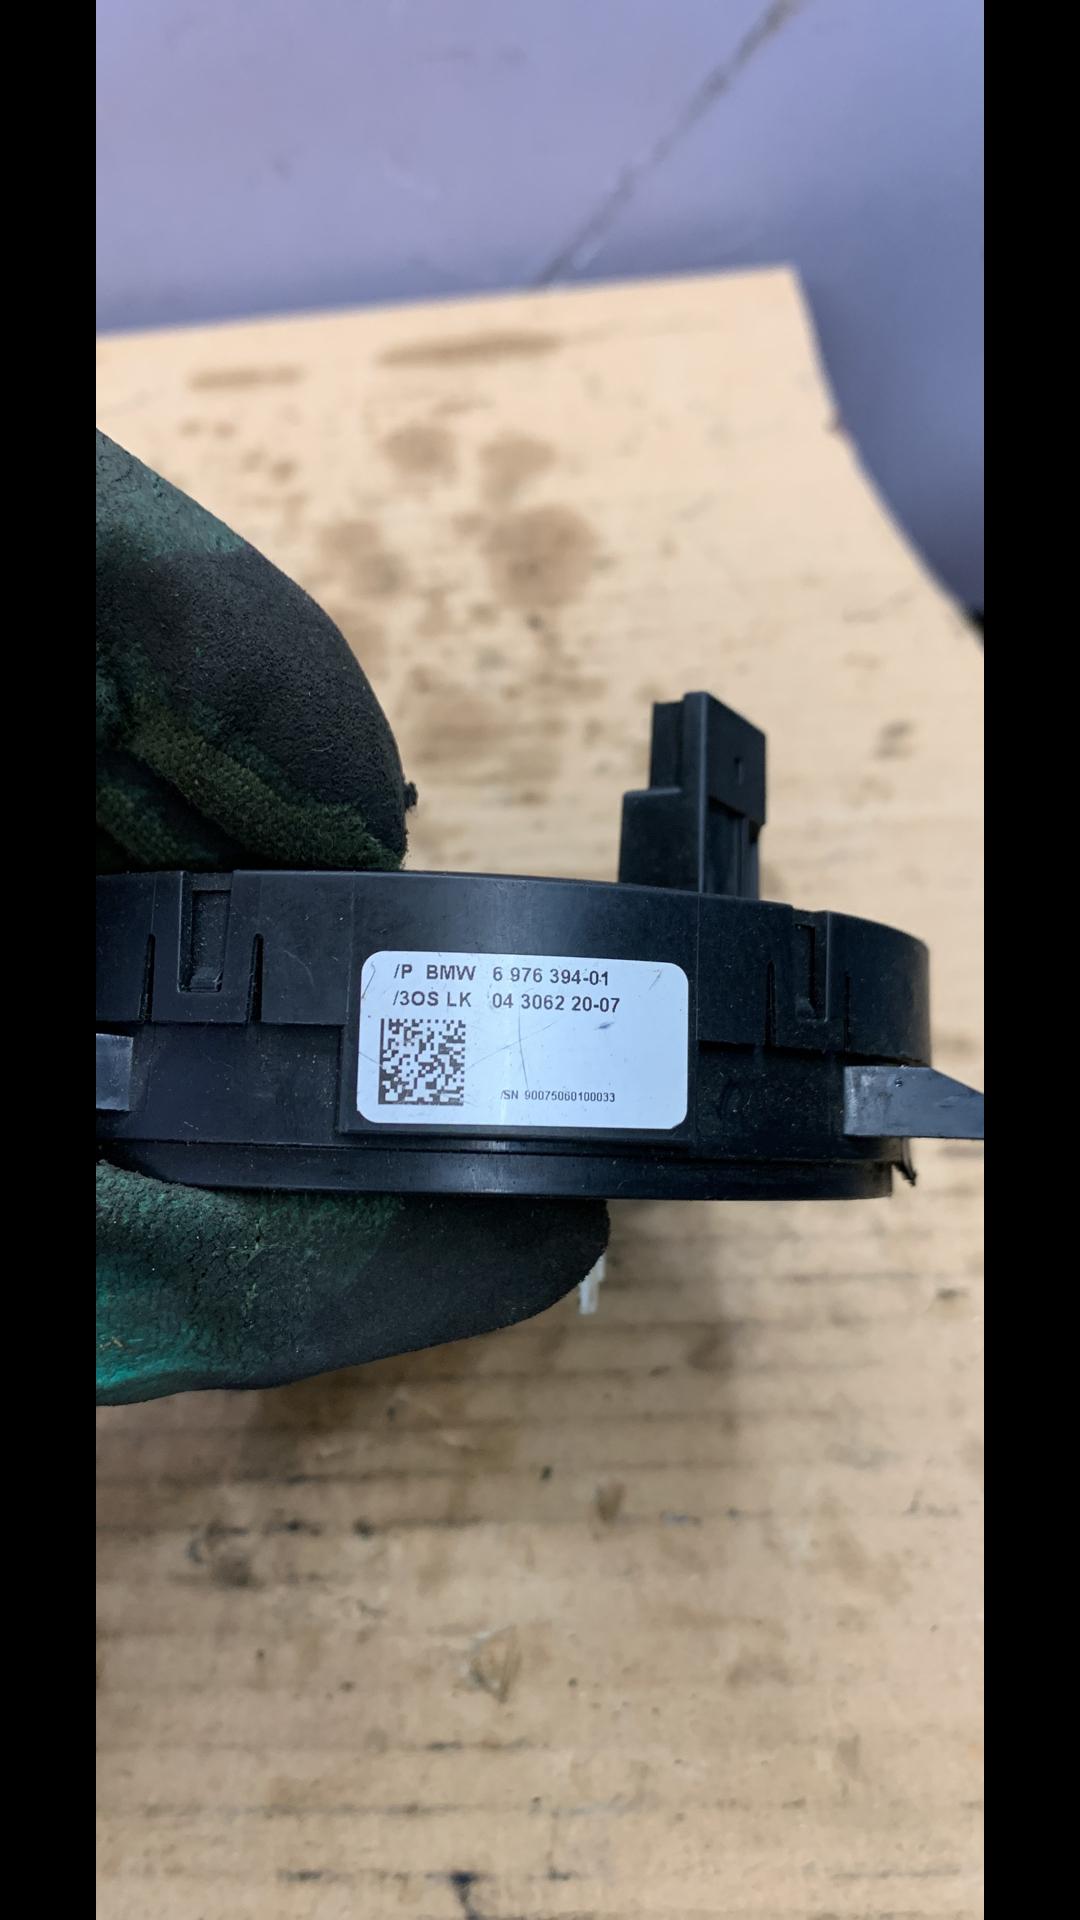 /P BMW 6 976 394-01
/3OS LK 04 3062 20-07
/SN 90075060100033